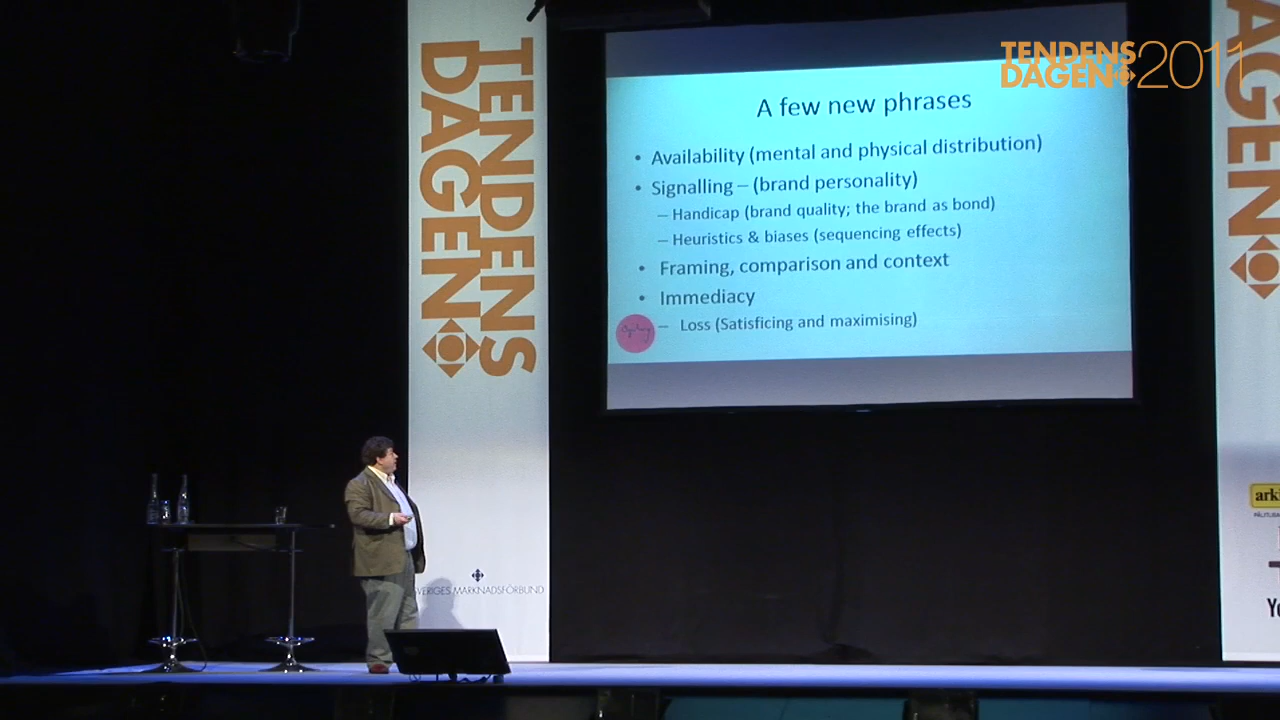 TENDENS
DAGEN 2011
TENDENS
DAGEN
SVERIGES MARKNADSFÖRBUND
A few new phrases
• Availability (mental and physical distribution)
• Signalling – (brand personality)
– Handicap (brand quality; the brand as bond)
– Heuristics & biases (sequencing effects)
• Framing, comparison and context
• Immediacy
– Loss (Satisficing and maximising)
Ogilvy
AGEN
ark